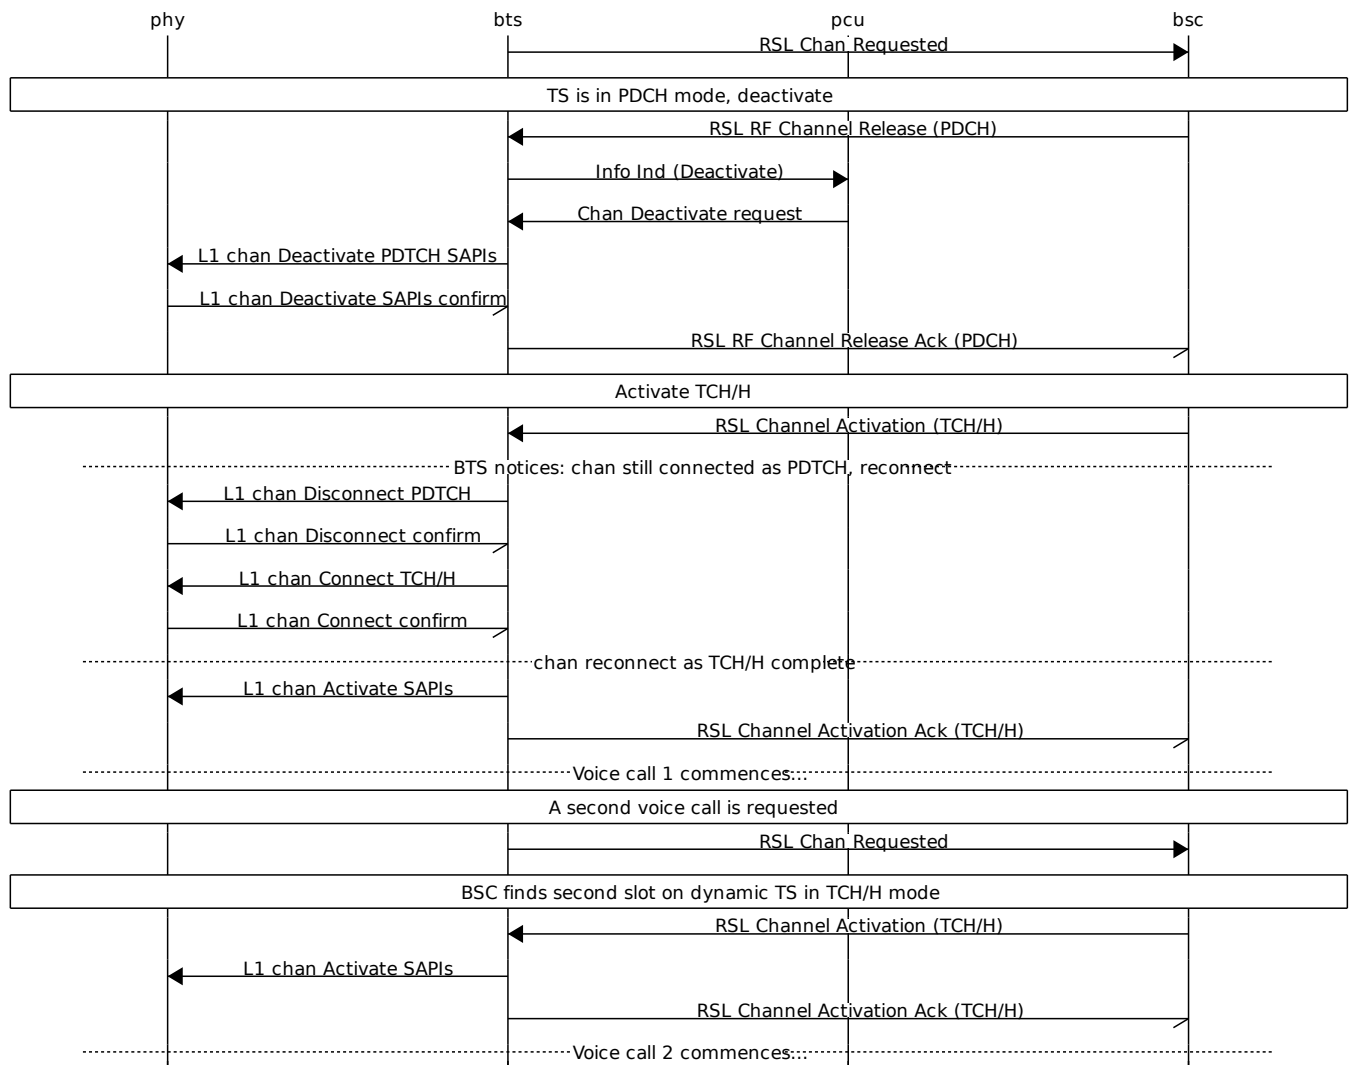 phy bts pcu bsc
RSL Chan Requested
TS is in PDCH mode, deactivate
RSL RF Channel Release (PDCH)
Info Ind (Deactivate)
Chan Deactivate request
L1 chan Deactivate PDTCH SAPIs
L1 chan Deactivate SAPIs confirm
RSL RF Channel Release Ack (PDCH)
Activate TCH/H
RSL Channel Activation (TCH/H)
BTS notices: chan still connected as PDTCH, reconnect
L1 chan Disconnect PDTCH
L1 chan Disconnect confirm
L1 chan Connect TCH/H
L1 chan Connect confirm
chan reconnect as TCH/H complete
L1 chan Activate SAPIs
RSL Channel Activation Ack (TCH/H)
Voice call 1 commences...
A second voice call is requested
RSL Chan Requested
BSC finds second slot on dynamic TS in TCH/H mode
RSL Channel Activation (TCH/H)
L1 chan Activate SAPIs
RSL Channel Activation Ack (TCH/H)
Voice call 2 commences...